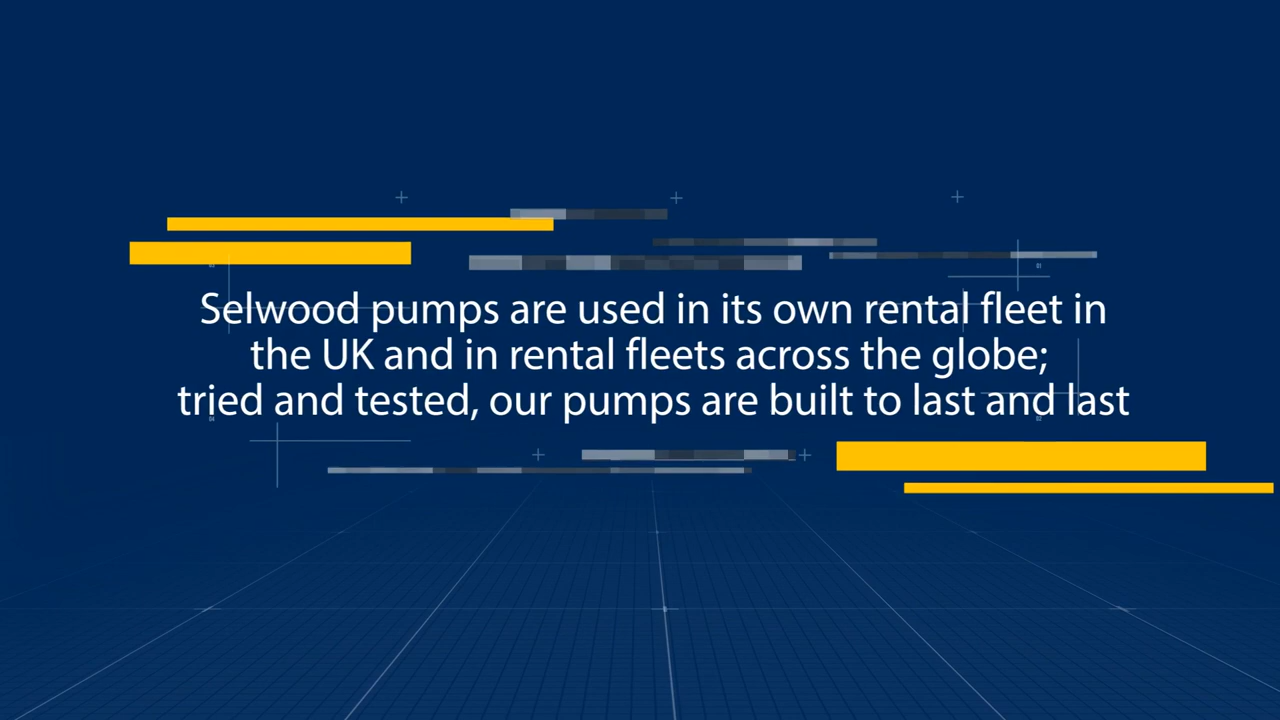 Selwood pumps are used in its own rental fleet in
the UK and in rental fleets across the globe;
tried and tested, our pumps are built to last and last